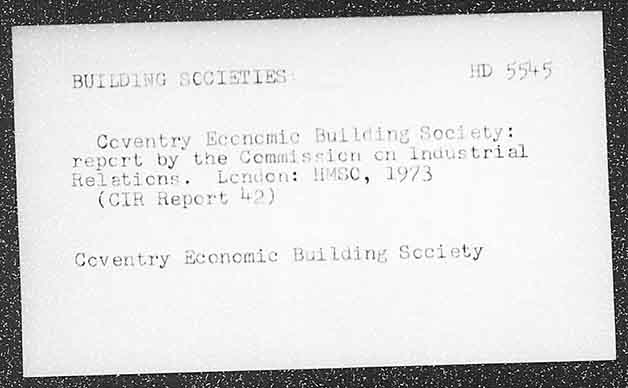 BUILDING SOCIETIES HD 5545
Coventry Economic Building Society:
report by the Commission on Industrial
Relations. London: HMSO, 1973
(CIR Report 42)
Coventry Economic Building Society